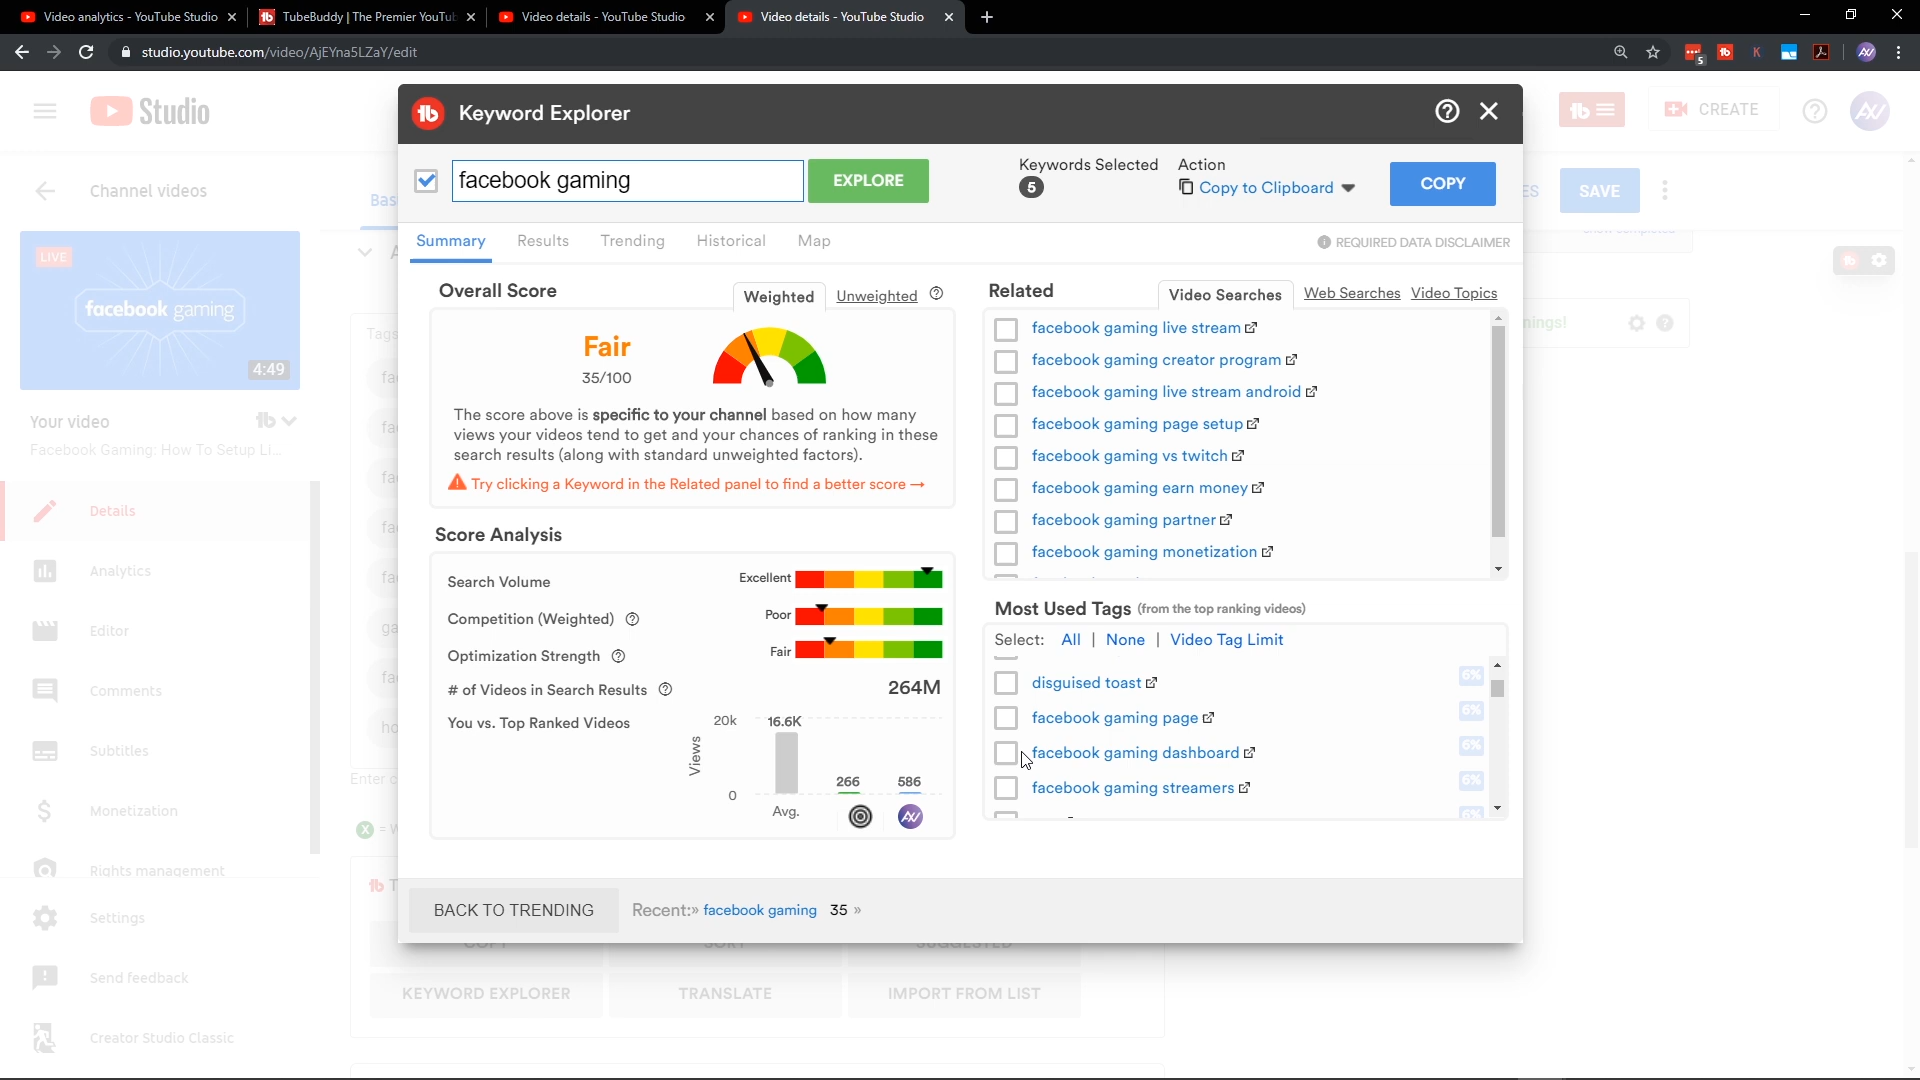 Video analytics - YouTube Studio
TubeBuddy | The Premier YouTu
Video details - YouTube Studio
Video details - YouTube Studio
studio.youtube.com/video/AjEYna5LZaY/edit
5
Studio
Keyword Explorer
CREATE
Channel videos
facebook gaming
EXPLORE
Keywords Selected
5
Action
Copy to Clipboard
COPY
SAVE
Summary
Results
Trending
Historical
Map
REQUIRED DATA DISCLAIMER
LIVE
facebook gaming
4:49
Your video
Facebook Gaming: How To Setup Li...
Details
Analytics
Editor
Comments
Subtitles
Monetization
Rights management
Settings
Send feedback
Creator Studio Classic
Overall Score
Weighted
Unweighted
Fair
35/100
The score above is specific to your channel based on how many
views your videos tend to get and your chances of ranking in these
search results (along with standard unweighted factors).
Try clicking a Keyword in the Related panel to find a better score →
Score Analysis
Search Volume
Excellent
Competition (Weighted)
Poor
Optimization Strength
Fair
# of Videos in Search Results
264M
You vs. Top Ranked Videos
Views
20k
0
16.6K
266
586
Avg.
Related
Video Searches
Web Searches
Video Topics
facebook gaming live stream
facebook gaming creator program
facebook gaming live stream android
facebook gaming page setup
facebook gaming vs twitch
facebook gaming earn money
facebook gaming partner
facebook gaming monetization
Most Used Tags (from the top ranking videos)
Select: All | None | Video Tag Limit
disguised toast
6%
facebook gaming page
6%
facebook gaming dashboard
6%
facebook gaming streamers
6%
6%
BACK TO TRENDING
Recent:» facebook gaming 35 »
COPY
SORT
SUGGESTED
KEYWORD EXPLORER
TRANSLATE
IMPORT FROM LIST